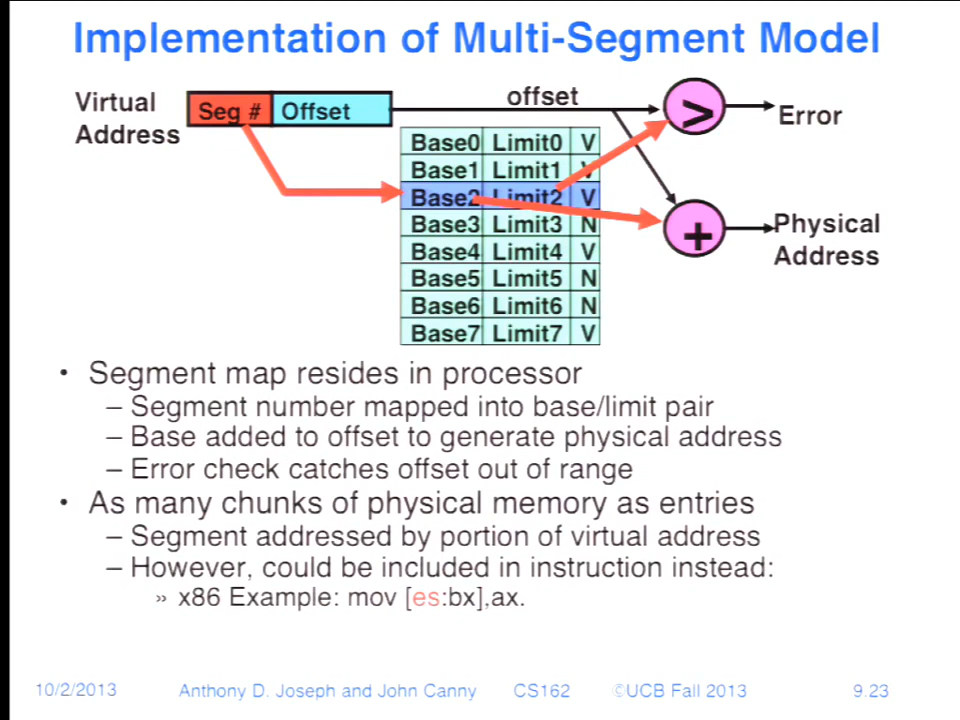 Implementation of Multi-Segment Model
Virtual
Address
Seg # Offset
offset
>
Error
Base0 Limit0 V
Base1 Limit1 V
Base2 Limit2 V
Base3 Limit3 N
Base4 Limit4 V
Base5 Limit5 N
Base6 Limit6 N
Base7 Limit7 V
+
Physical
Address
• Segment map resides in processor
– Segment number mapped into base/limit pair
– Base added to offset to generate physical address
– Error check catches offset out of range
• As many chunks of physical memory as entries
– Segment addressed by portion of virtual address
– However, could be included in instruction instead:
» x86 Example: mov [es:bx],ax.
10/2/2013 Anthony D. Joseph and John Canny CS162 ©UCB Fall 2013 9.23